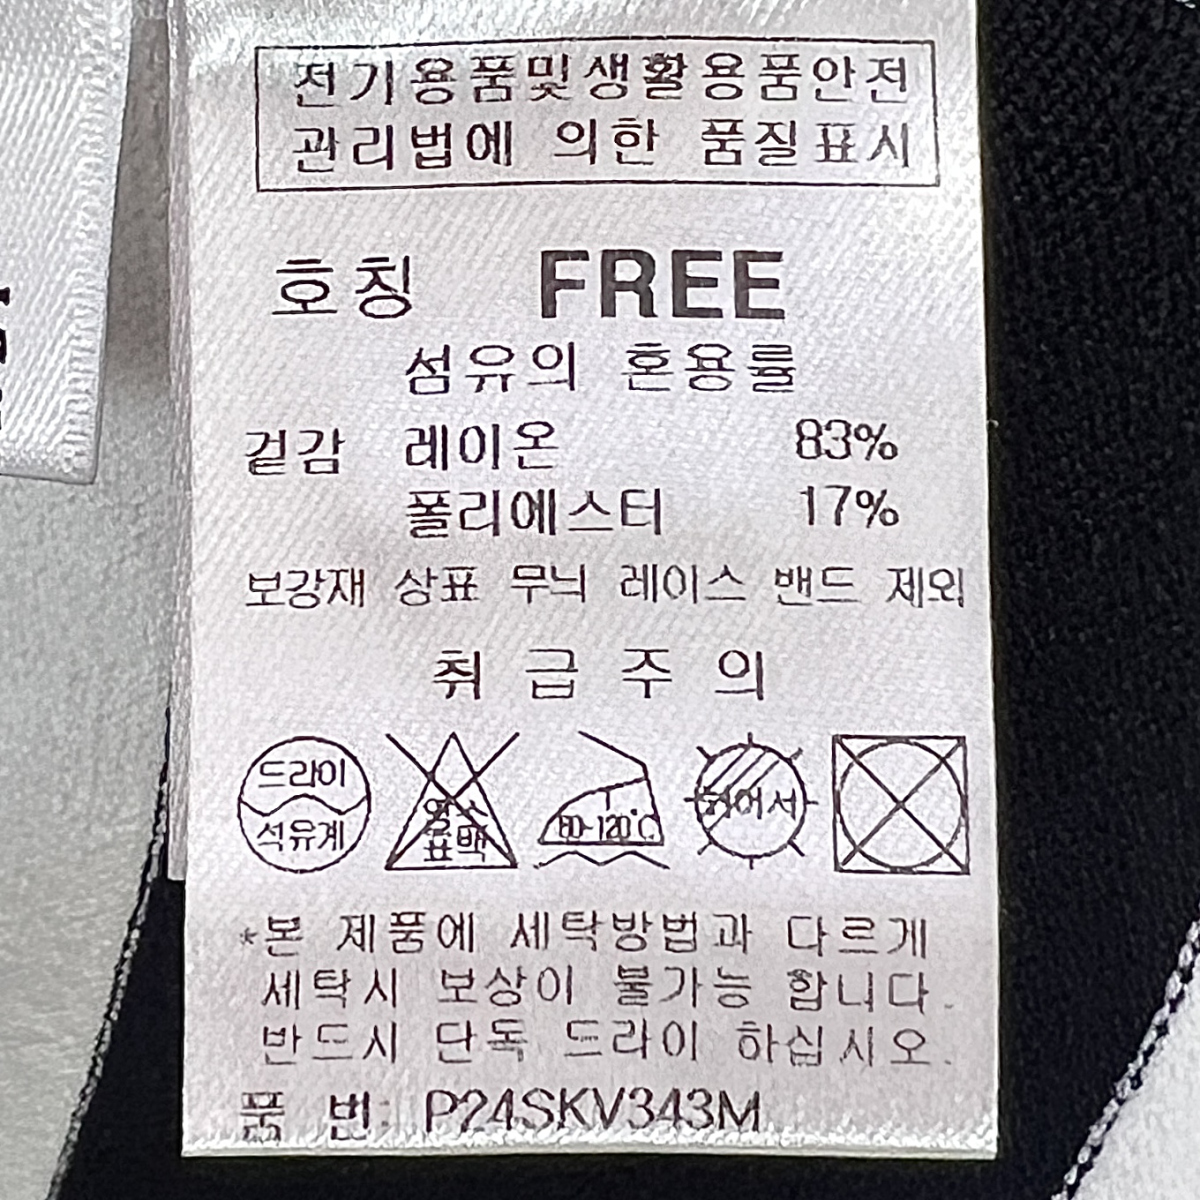 전기용품및생활용품안전
관리법에 의한 품질표시
호칭 FREE
섬유의 혼용률
겉감 레이온 83%
폴리에스터 17%
보강재 상표 무늬 레이스 밴드 제외
취급주의
드라이
석유계
염소
표백
80-120℃
뉘어서
*본 제품에 세탁방법과 다르게
세탁시 보상이 불가능 합니다.
반드시 단독 드라이 하십시오.
품 번: P24SKV343M